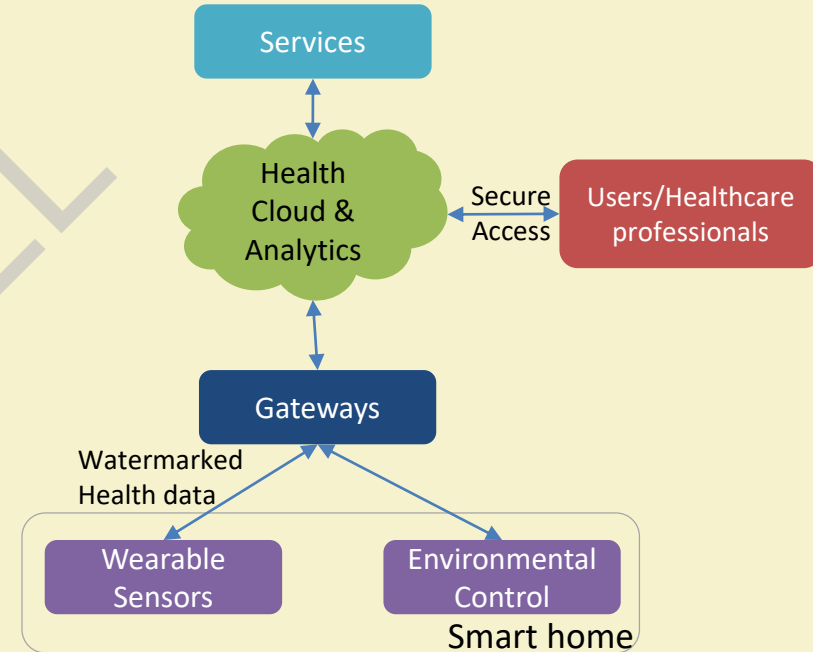 Services
Health
Cloud &
Analytics
Secure
Access
Users/Healthcare
professionals
Gateways
Watermarked
Health data
Wearable
Sensors
Environmental
Control
Smart home